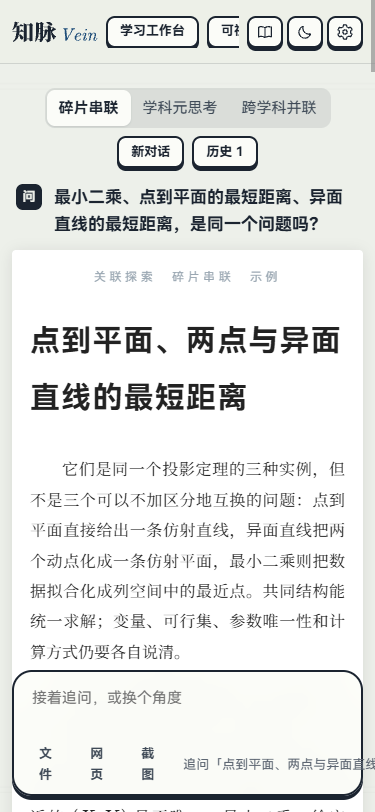 知脉 Vein 学习工作台
碎片串联 学科元思考 跨学科并联
新对话 历史 1
问 最小二乘、点到平面的最短距离、异面
直线的最短距离，是同一个问题吗？
关联探索 碎片串联 示例
点到平面、两点与异面
直线的最短距离
它们是同一个投影定理的三种实例，但
不是三个可以不加区分地互换的问题：点到
平面直接给出一条仿射直线，异面直线把两
个动点化成一条仿射平面，最小二乘则把数
据拟合化成列空间中的最近点。共同结构能
统一求解；变量、可行集、参数唯一性和计
算方式仍要各自说清。
接着追问，或换个角度
文件 网页 截图 追问「点到平面、两点与异面直线